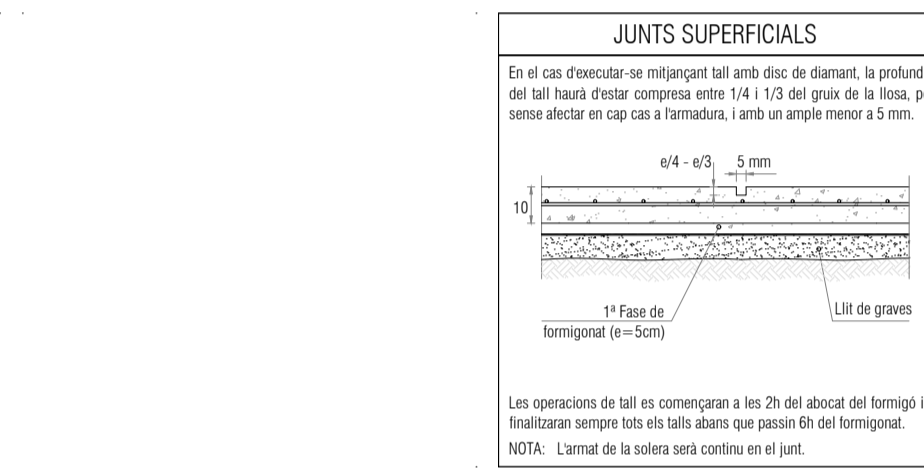 JUNTS SUPERFICIALS
En el cas d'executar-se mitjançant tall amb disc de diamant, la
del tall haurà d'estar compresa entre 1/4 i 1/3 del gruix de la llosa,
sense afectar en cap cas a l'armadura, i amb un ample menor a 5 mm.
e/4 - e/3 5 mm
10
1ª Fase de
formigonat (e=5cm)
Llit de graves
Les operacions de tall es començaran a les 2h del abocat del formigó i
finalitzaran sempre tots els talls abans que passin 6h del formigonat.
NOTA: L'armat de la solera serà continu en el junt.